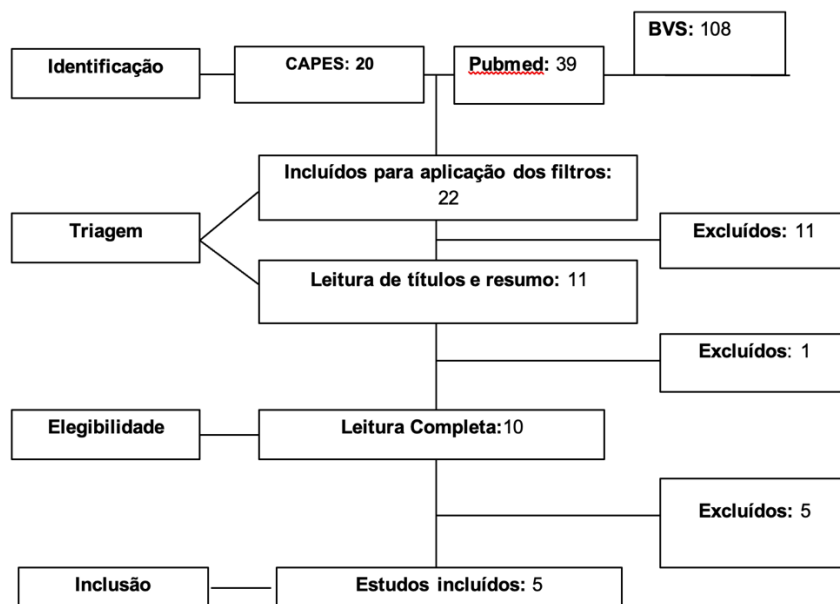 BVS: 108
Identificação
CAPES: 20
Pubmed: 39
Incluídos para aplicação dos filtros:
22
Triagem
Excluídos: 11
Leitura de títulos e resumo: 11
Excluídos: 1
Elegibilidade
Leitura Completa:10
Excluídos: 5
Inclusão
Estudos incluídos: 5